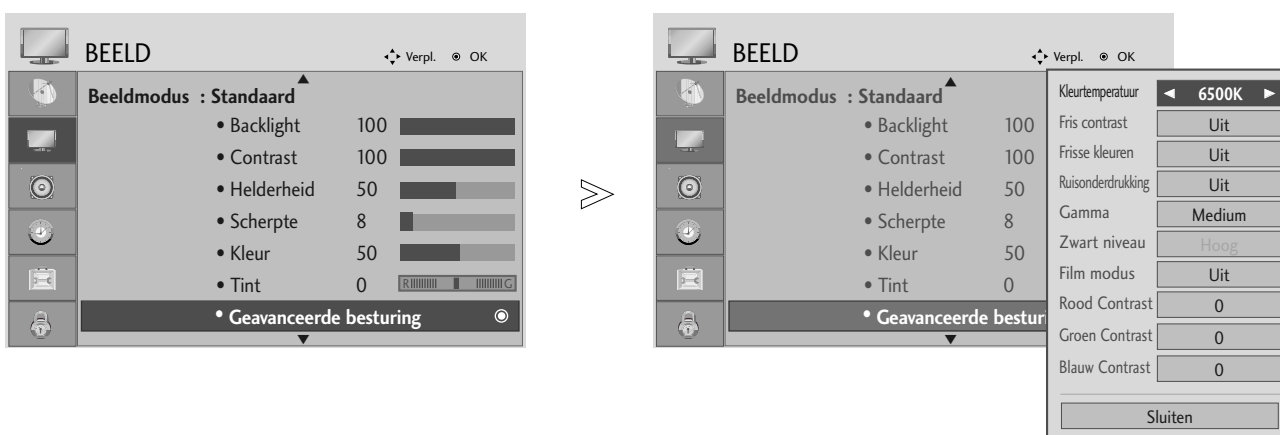 BEELD
Verpl. OK
Beeldmodus : Standaard
• Backlight 100
• Contrast 100
• Helderheid 50
• Scherpte 8
• Kleur 50
• Tint 0 R G
• Geavanceerde besturing
BEELD
Verpl. OK
Beeldmodus : Standaard
• Backlight 100
• Contrast 100
• Helderheid 50
• Scherpte 8
• Kleur 50
• Tint 0
• Geavanceerde bestur
Kleurtemperatuur 6500K
Fris contrast Uit
Frisse kleuren Uit
Ruisonderdrukking Uit
Gamma Medium
Zwart niveau Hoog
Film modus Uit
Rood Contrast 0
Groen Contrast 0
Blauw Contrast 0
Sluiten